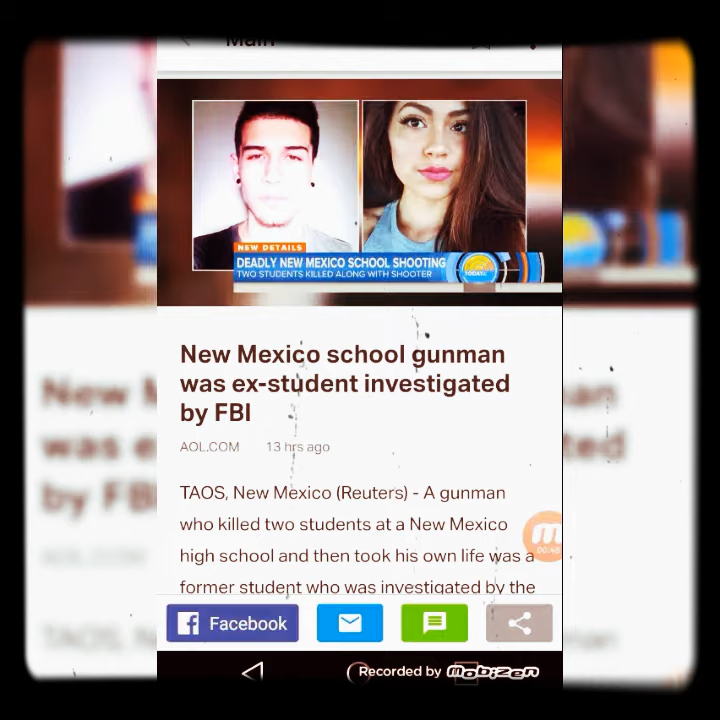 Main
NEW DETAILS
DEADLY NEW MEXICO SCHOOL SHOOTING
TWO STUDENTS KILLED ALONG WITH SHOOTER
TODAY
New Mexico school gunman
was ex-student investigated
by FBI
AOL.COM 13 hrs ago
TAOS, New Mexico (Reuters) - A gunman
who killed two students at a New Mexico
high school and then took his own life was a
former student who was investigated by the
00:48
Facebook
Recorded by mobizen